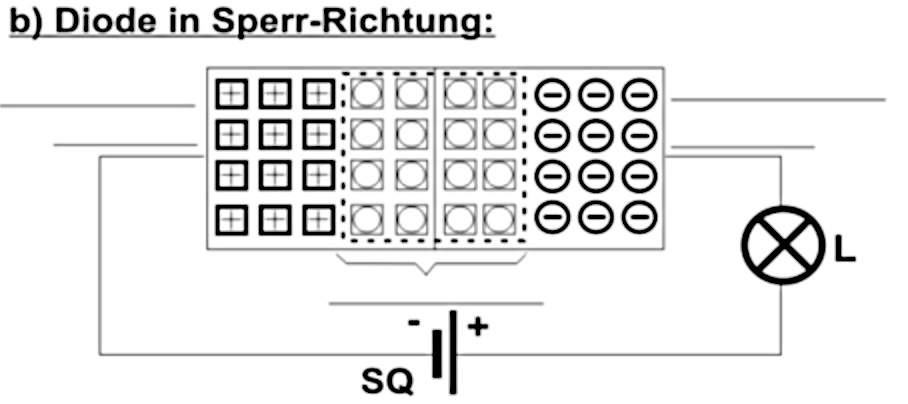 b) Diode in Sperr-Richtung:
L
- +
SQ